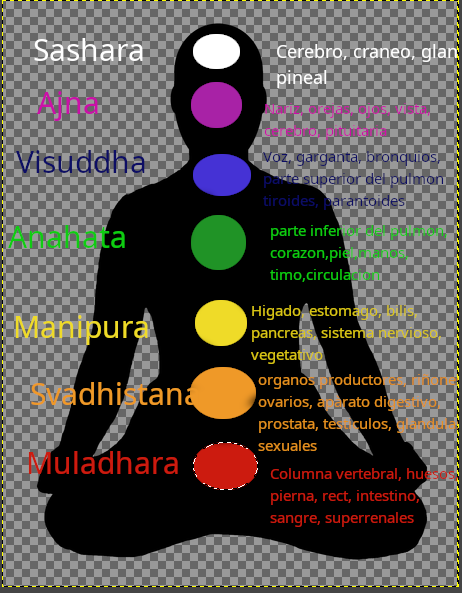 Sashara
Cerebro, craneo, glan
pineal
Ajna
Nariz, orejas, ojos, vista,
cerebro, pituitaria
Visuddha
Voz, garganta, bronquios,
parte superior del pulmon
tiroides, parantoides
Anahata
parte inferior del pulmon,
corazon,piel,manos,
timo,circulacion
Manipura
Higado, estomago, bilis,
pancreas, sistema nervioso,
vegetativo
Svadhistana
organos productores, riñones
ovarios, aparato digestivo,
prostata, testiculos, glandula
sexuales
Muladhara
Columna vertebral, huesos,
pierna, rect, intestino,
sangre, superrenales